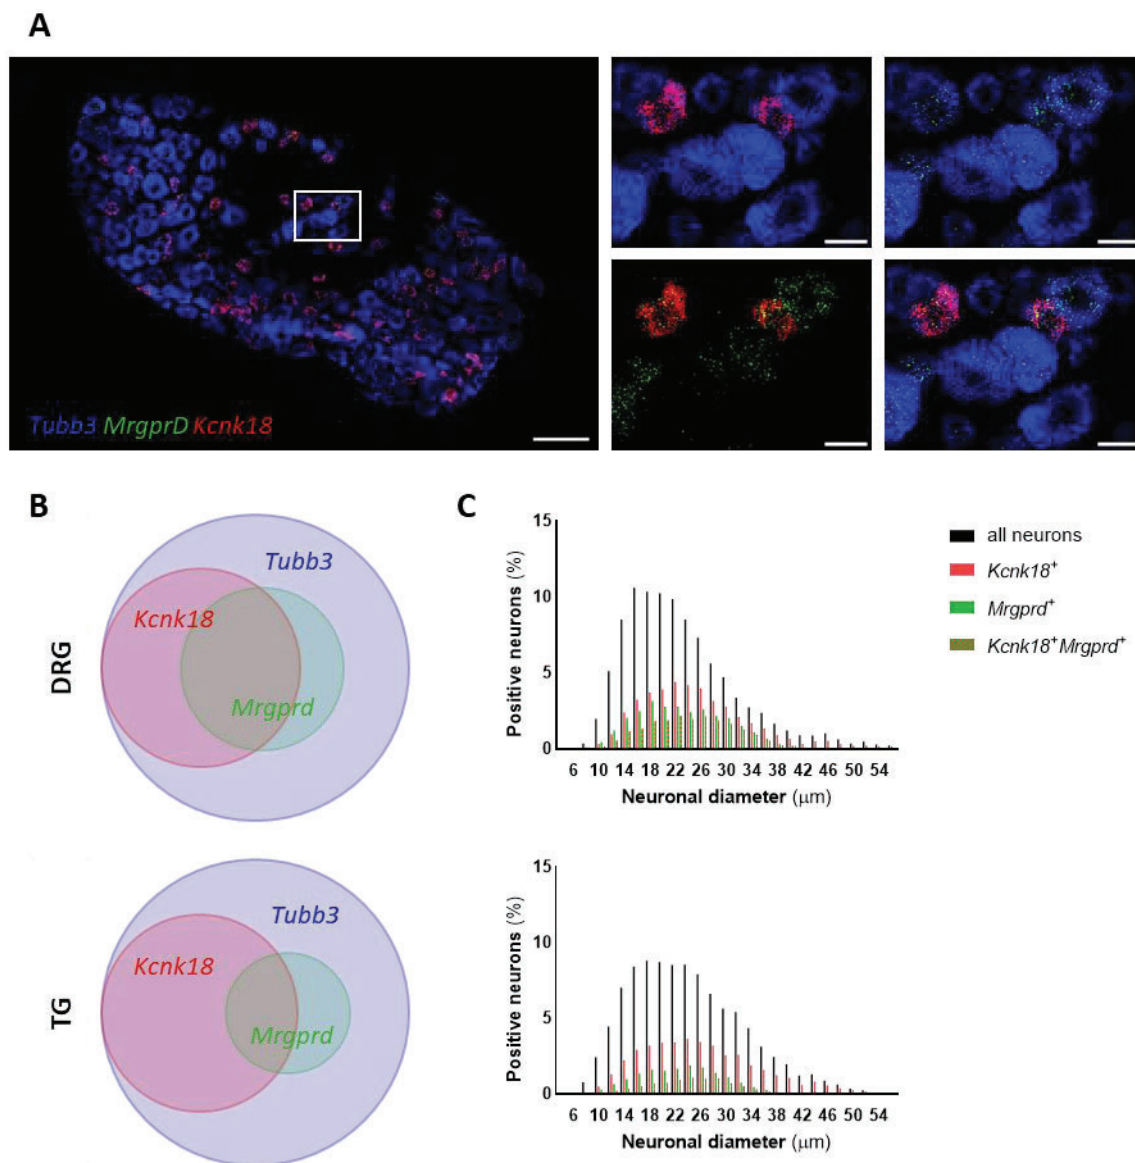 A
Tubb3 MrgprD Kcnk18
B
DRG
Tubb3
Kcnk18
Mrgprd
TG
Tubb3
Kcnk18
Mrgprd
C
Positive neurons (%)
15
10
5
0
6 10 14 18 22 26 30 34 38 42 46 50 54
Neuronal diameter (μm)
all neurons
Kcnk18+
Mrgprd+
Kcnk18+Mrgprd+
Positive neurons (%)
15
10
5
0
6 10 14 18 22 26 30 34 38 42 46 50 54
Neuronal diameter (μm)